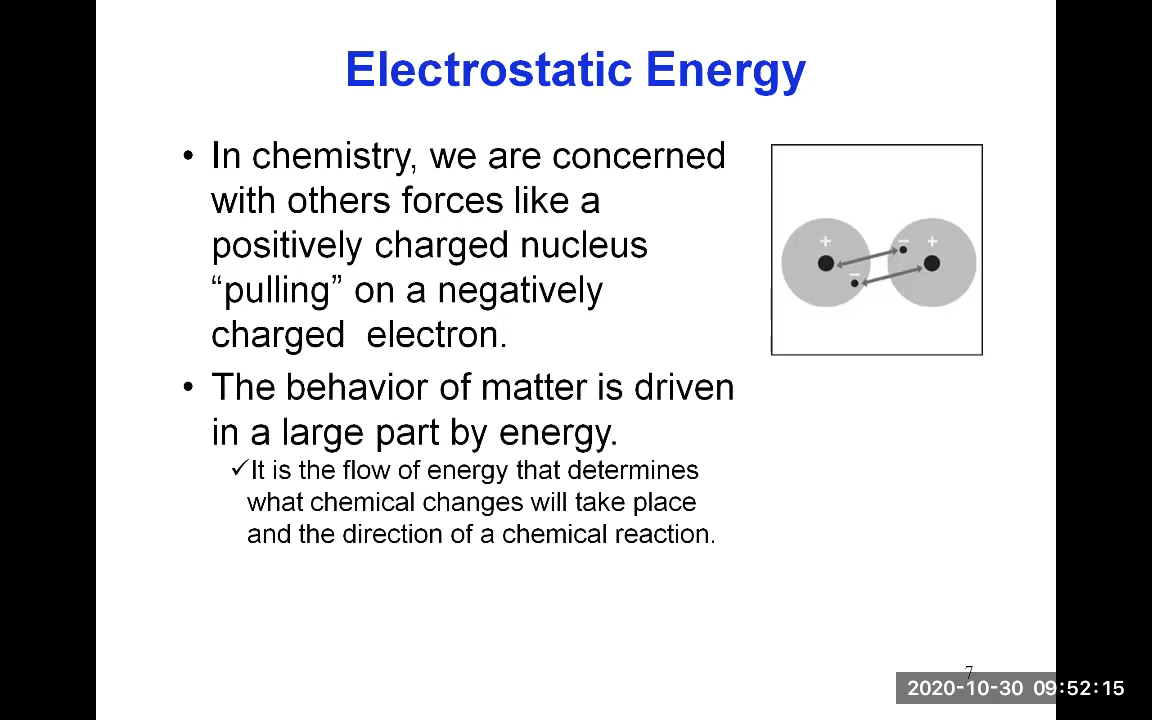 Electrostatic Energy
• In chemistry, we are concerned
with others forces like a
positively charged nucleus
“pulling” on a negatively
charged  electron.
+
− +
−
• The behavior of matter is driven
in a large part by energy.
✓It is the flow of energy that determines
what chemical changes will take place
and the direction of a chemical reaction.
7
2020-10-30 09:52:15